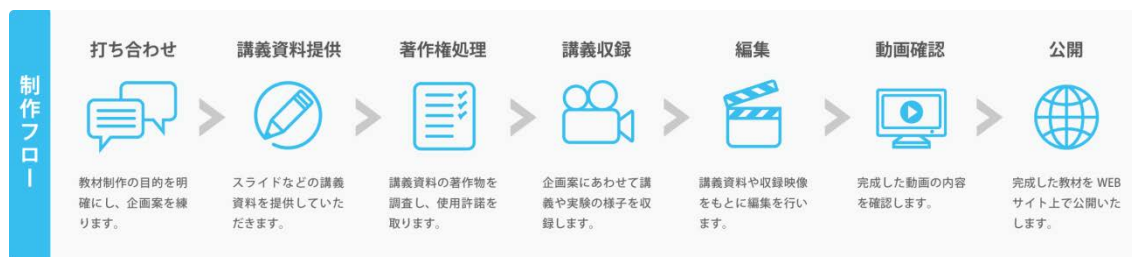 制作フロー
打ち合わせ
教材制作の目的を明
確にし、企画案を練
ります。
講義資料提供
スライドなどの講義
資料を提供していた
だきます。
著作権処理
講義資料の著作物を
調査し、使用許諾を
取ります。
講義収録
企画案にあわせて講
義や実験の様子を収
録します。
編集
講義資料や収録映像
をもとに編集を行い
ます。
動画確認
完成した動画の内容
を確認します。
公開
完成した教材を WEB
サイト上で公開いた
します。